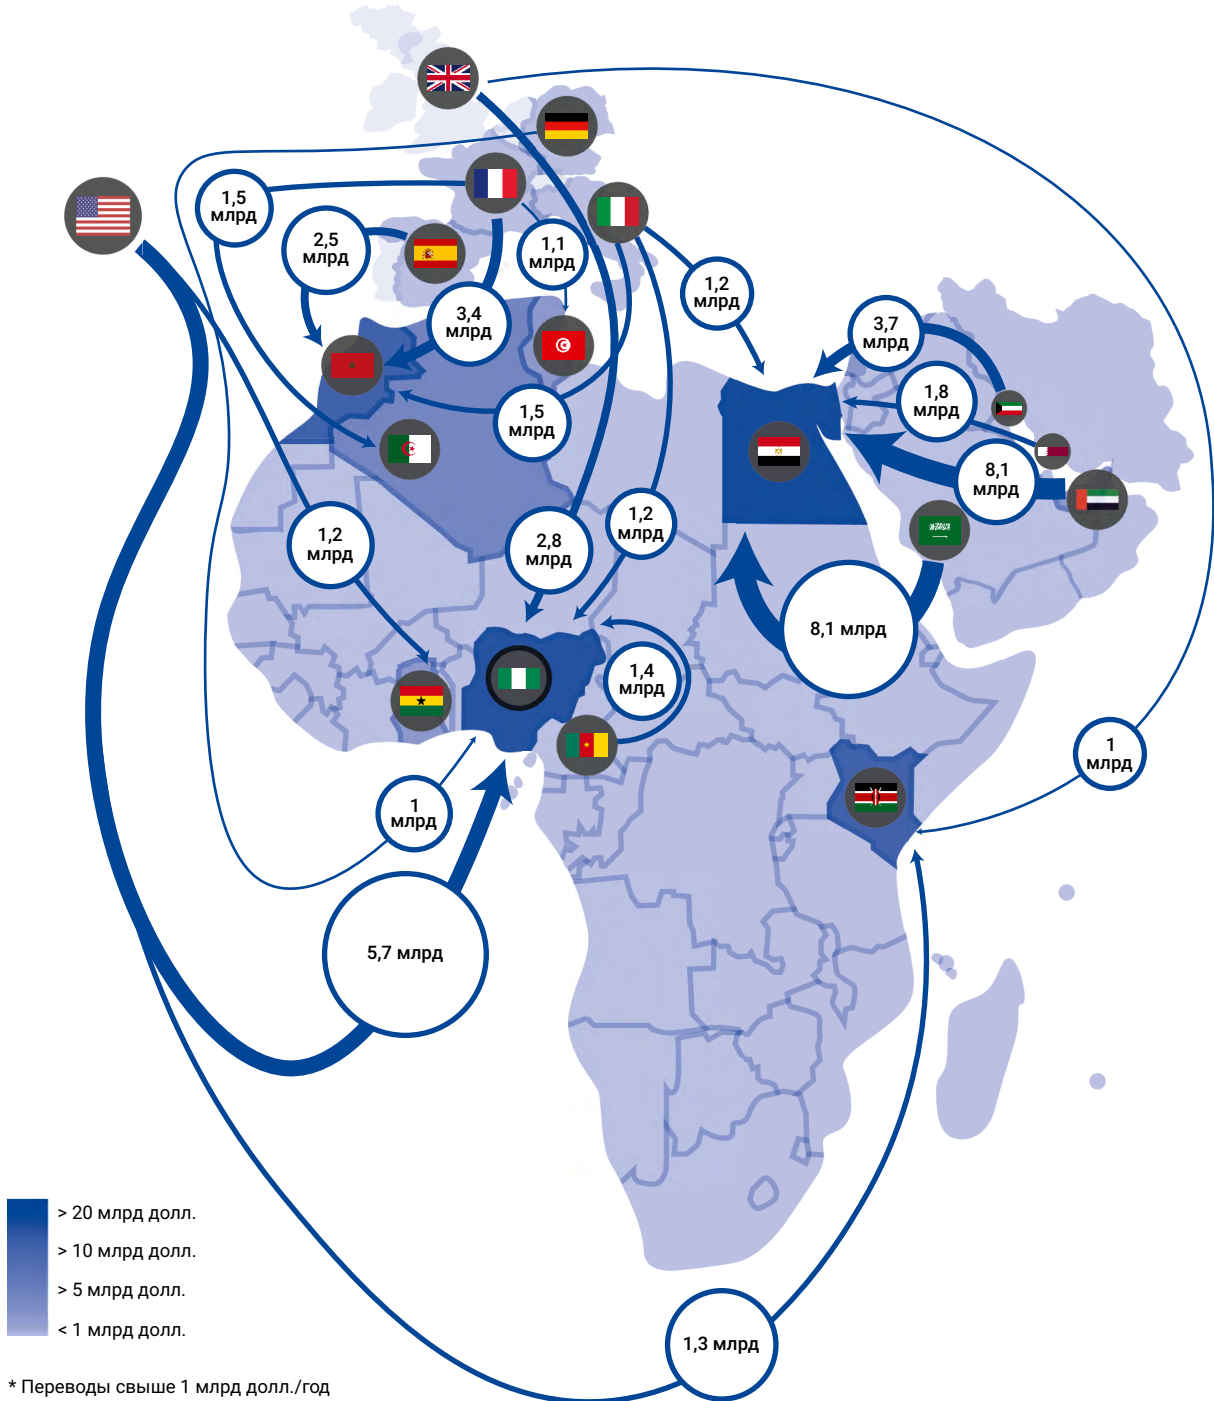 1,5
млрд
2,5
млрд
1,1
млрд
1,2
млрд
3,4
млрд
3,7
млрд
1,8
млрд
1,5
млрд
8,1
млрд
1,2
млрд
2,8
млрд
1,2
млрд
8,1 млрд
1,4
млрд
1
млрд
1
млрд
5,7 млрд
> 20 млрд долл.
> 10 млрд долл.
> 5 млрд долл.
< 1 млрд долл.
1,3 млрд
* Переводы свыше 1 млрд долл./год